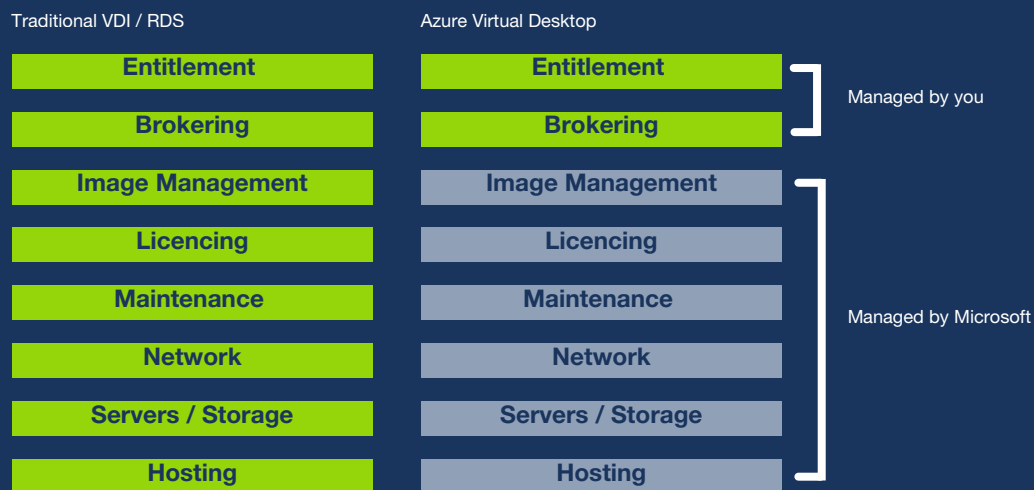 Traditional VDI / RDS
Entitlement
Brokering
Image Management
Licencing
Maintenance
Network
Servers / Storage
Hosting
Azure Virtual Desktop
Entitlement
Brokering
Image Management
Licencing
Maintenance
Network
Servers / Storage
Hosting
Managed by you
Managed by Microsoft